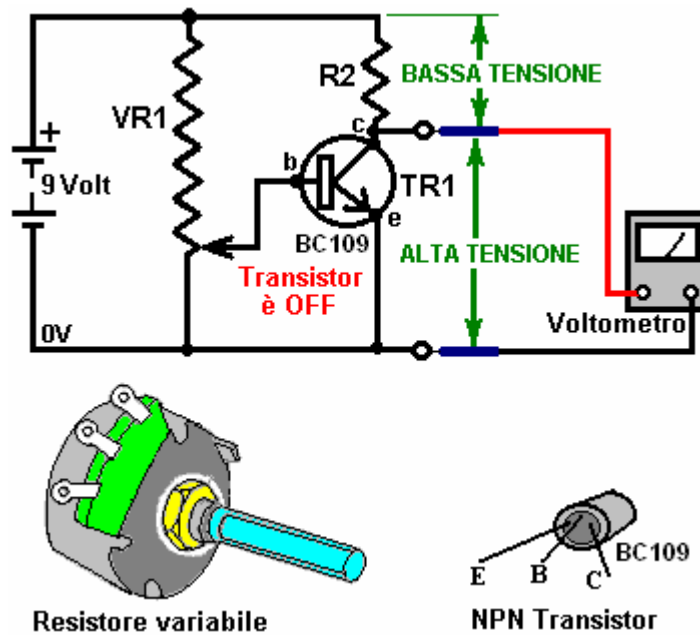 R2
BASSA TENSIONE
VR1
c
+
b
9 Volt
TR1
e
BC109
ALTA TENSIONE
Transistor
è OFF
Voltometro
0V
E
B
C
BC109
Resistore variabile
NPN Transistor